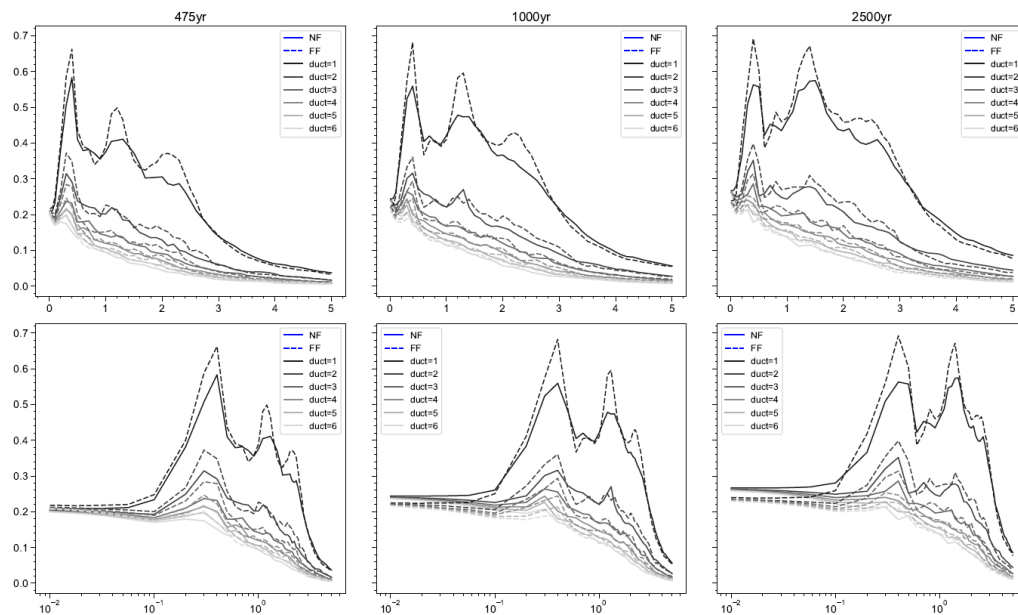 475yr
1000yr
2500yr
0.7
0.6
0.5
0.4
0.3
0.2
0.1
0.0
NF
FF
duct=1
duct=2
duct=3
duct=4
duct=5
duct=6
NF
FF
duct=1
duct=2
duct=3
duct=4
duct=5
duct=6
NF
FF
duct=1
duct=2
duct=3
duct=4
duct=5
duct=6
0 1 2 3 4 5
0 1 2 3 4 5
0 1 2 3 4 5
0.7
0.6
0.5
0.4
0.3
0.2
0.1
0.0
NF
FF
duct=1
duct=2
duct=3
duct=4
duct=5
duct=6
NF
FF
duct=1
duct=2
duct=3
duct=4
duct=5
duct=6
NF
FF
duct=1
duct=2
duct=3
duct=4
duct=5
duct=6
10⁻² 10⁻¹ 10⁰
10⁻² 10⁻¹ 10⁰
10⁻² 10⁻¹ 10⁰